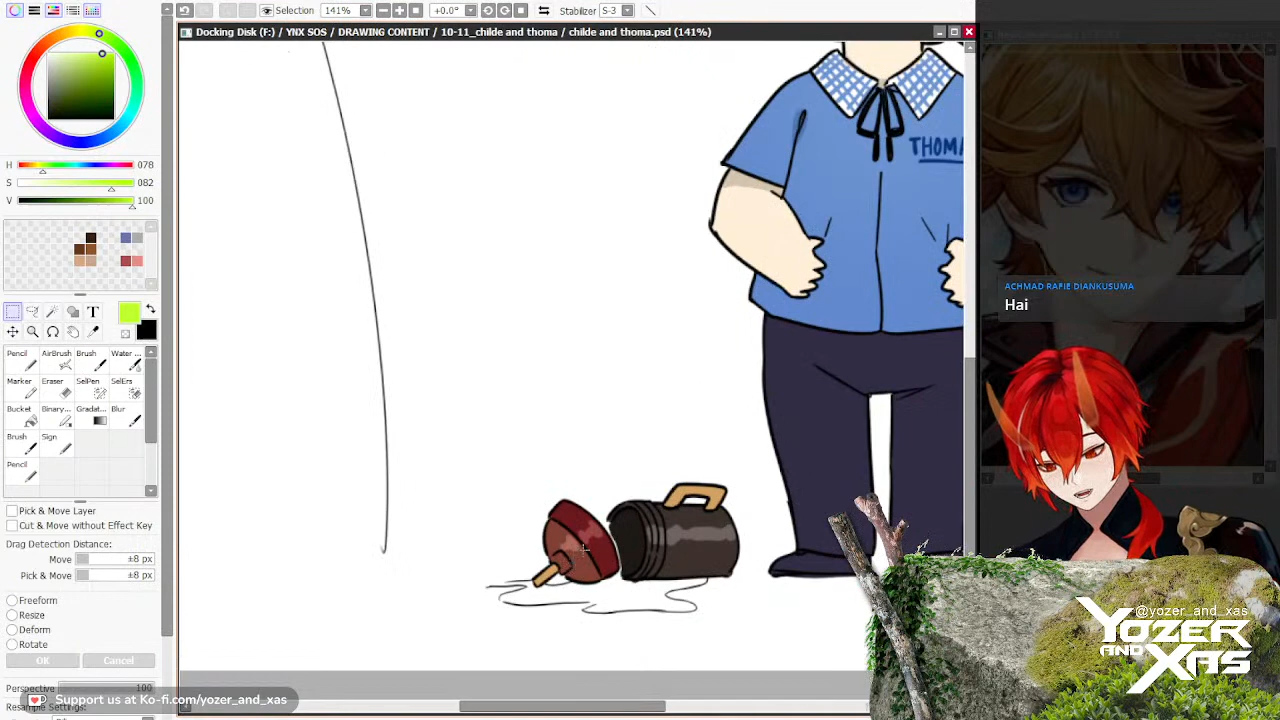 Selection 141% +0.0° Stabilizer S-3
Docking Disk (F:) / YNX SOS / DRAWING CONTENT / 10-11_childe and thoma / childe and thoma.psd (141%)
H 078
S 082
V 100
T
Pencil AirBrush Brush Water ...
Marker Eraser SelPen SelErs
Bucket Binary... Gradat... Blur
Brush Sign
Pencil
Pick & Move Layer
Cut & Move without Effect Key
Drag Detection Distance:
Move ±8 px
Pick & Move ±8 px
Freeform
Resize
Deform
Rotate
OK Cancel
Perspective 100
Resample Settings:
Support us at Ko-fi.com/yozer_and_xas
THOMA
ACHMAD RAFIE DIANKUSUMA
Hai
@yozer_and_xas
YOZER
AND XAS